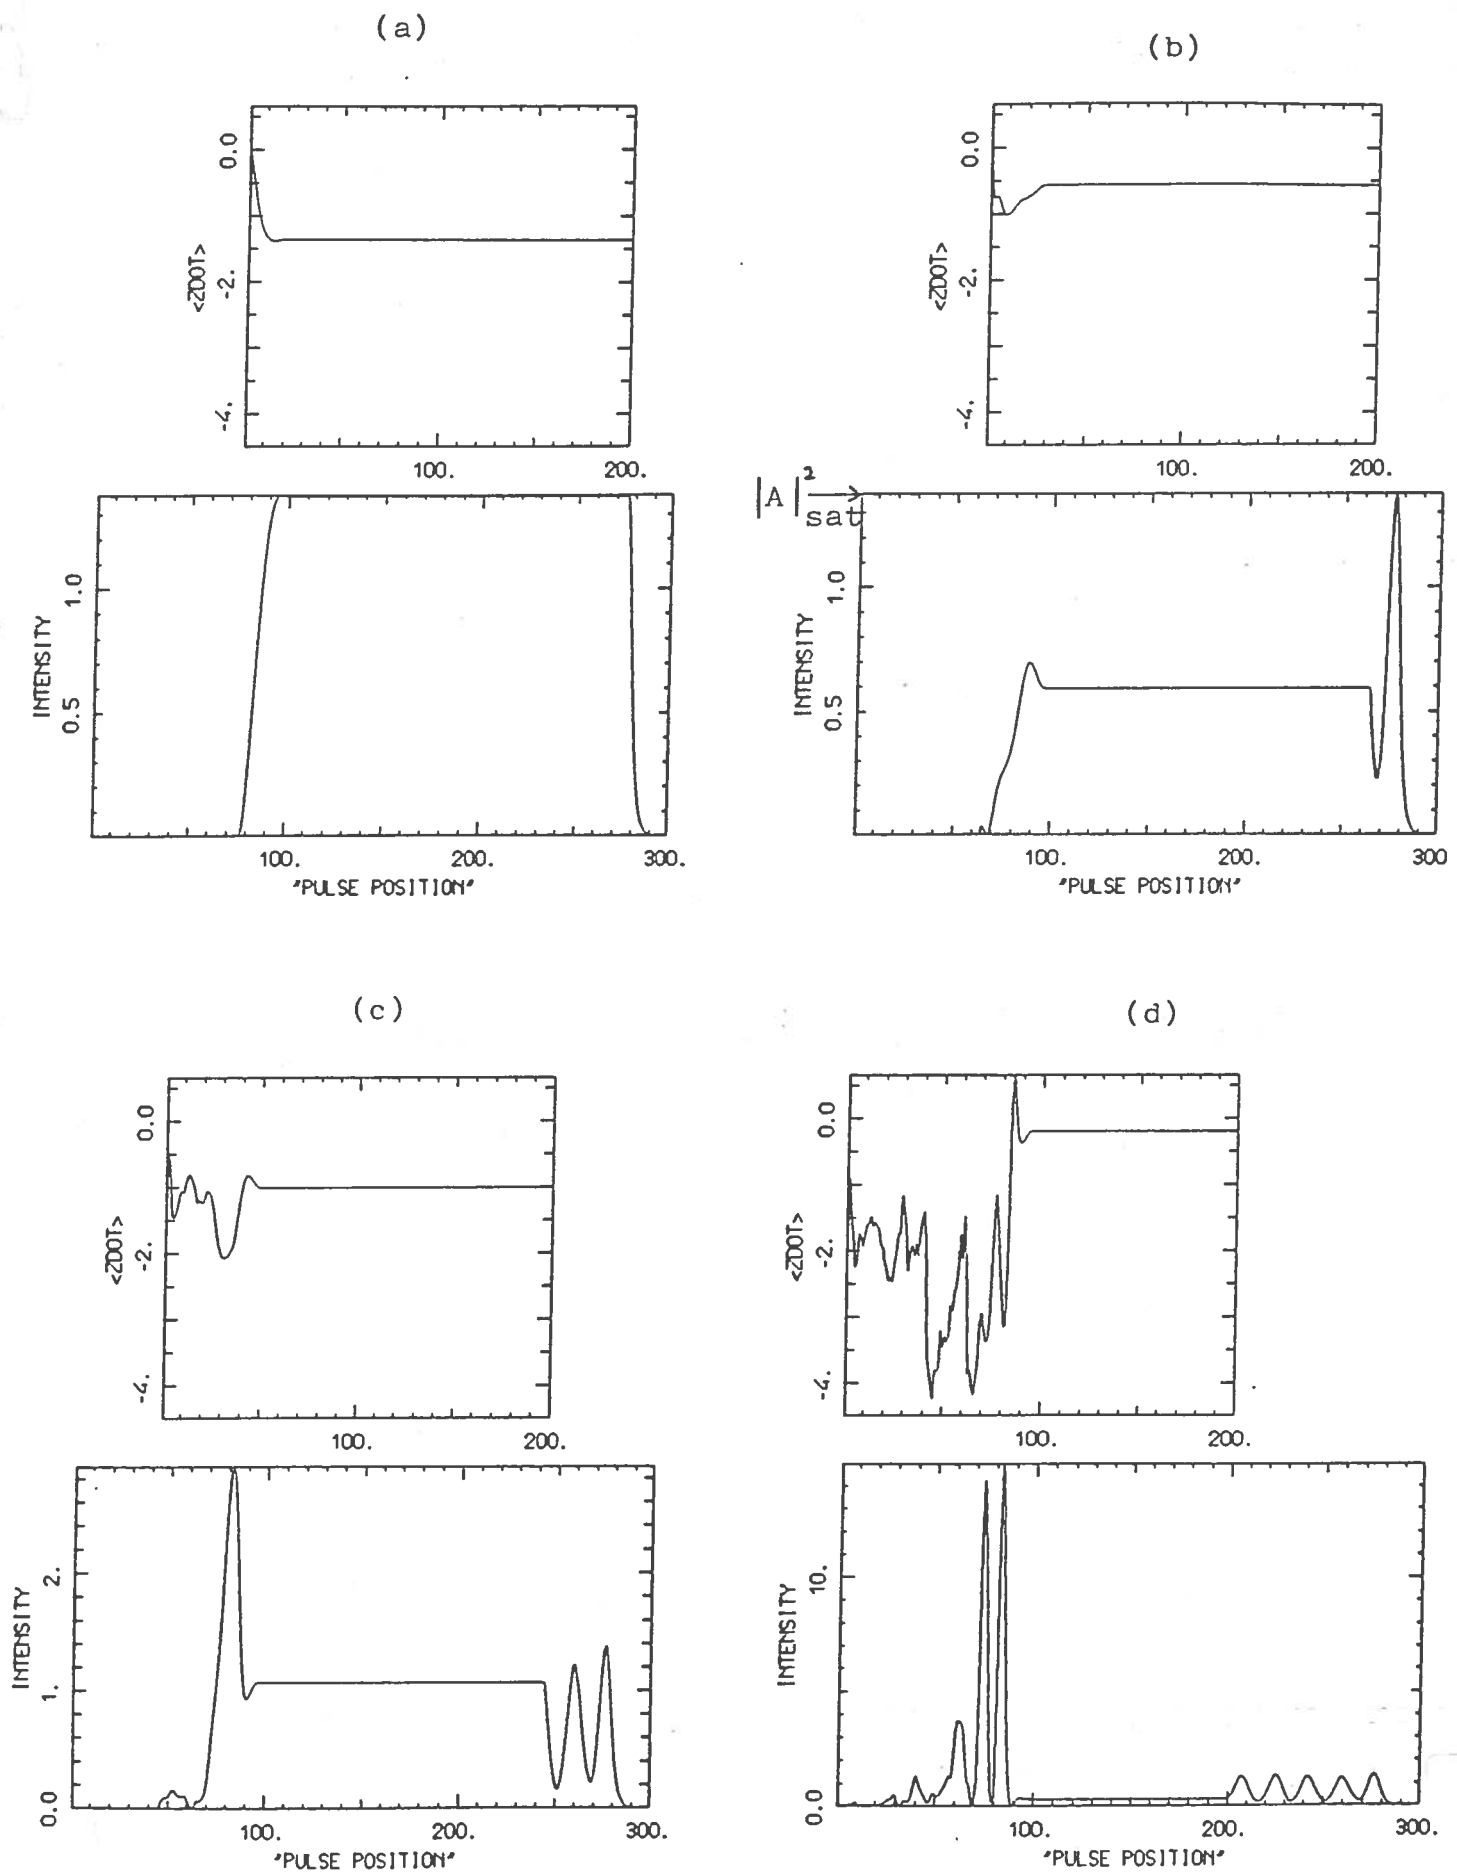 (a)
0.0
-2.
-4.
<ZDOT>
100. 200.
1.0
0.5
INTENSITY
100. 200. 300.
"PULSE POSITION"
(b)
0.0
-2.
-4.
<ZDOT>
100. 200.
|A|²sat
1.0
0.5
INTENSITY
100. 200. 300
"PULSE POSITION"
(c)
0.0
-2.
-4.
<ZDOT>
100. 200.
2.
1.
0.0
INTENSITY
100. 200. 300.
"PULSE POSITION"
(d)
0.0
-2.
-4.
<ZDOT>
100. 200.
10.
0.0
INTENSITY
100. 200. 300.
"PULSE POSITION"